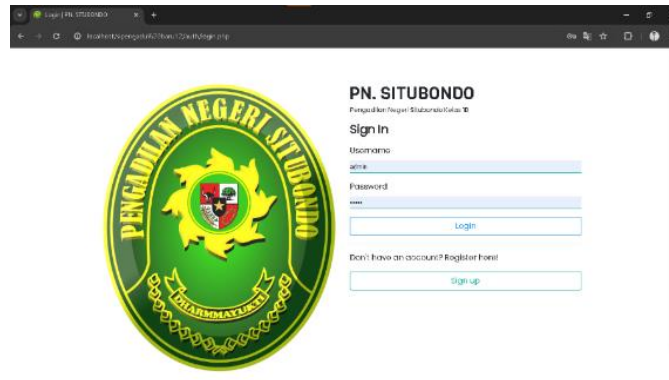 Login | PN. SITUBONDO
PENGADILAN NEGERI SITUBONDO
DHARMMAYUKTI
PN. SITUBONDO
Pengadilan Negeri Situbondo Kelas 1B
Sign In
Username
admin
Password
•••••
Login
Don't have an account? Register here!
Sign up